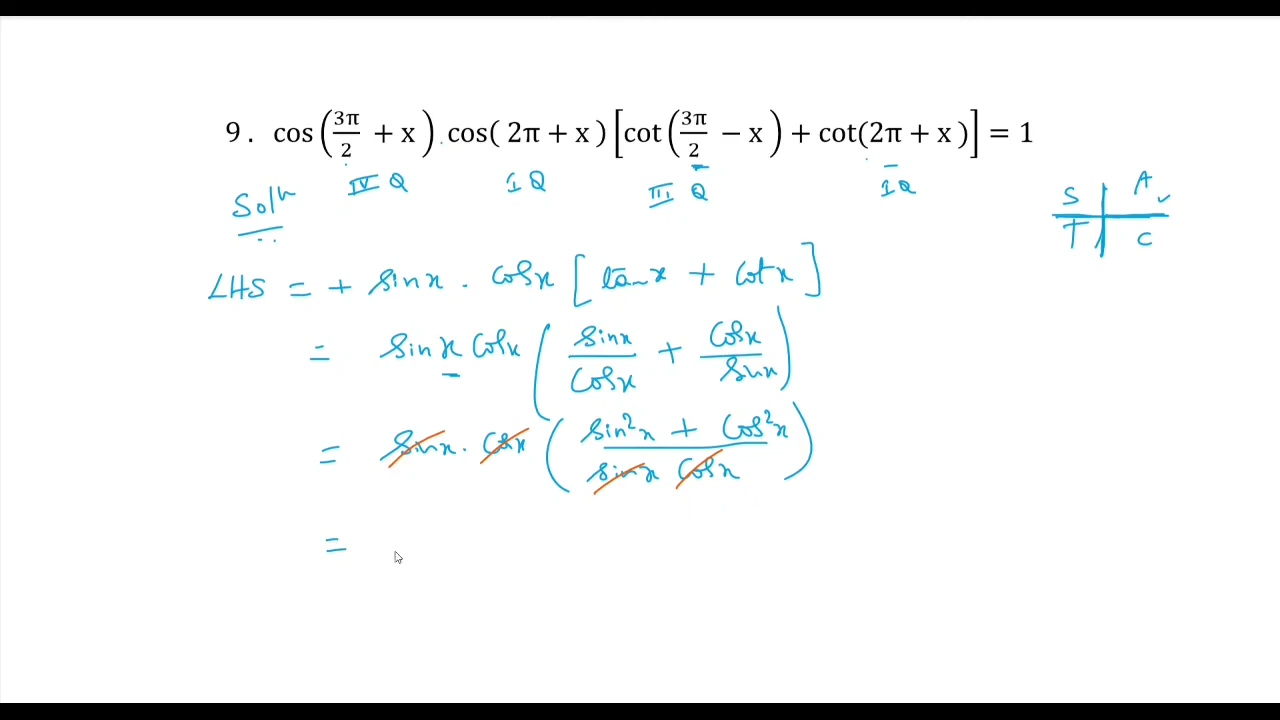 9. cos(3π/2 + x) cos( 2π + x ) [cot(3π/2 − x) + cot(2π + x )] = 1
IV Q I Q III Q I Q
Solⁿ
S A
T C
LHS = + sinx . cosx [ tanx + cotx ]
= sinx cosx ( sinx/cosx + cosx/sinx )
= sinx . cosx ( sin²x + cos²x / sinx cosx )
=